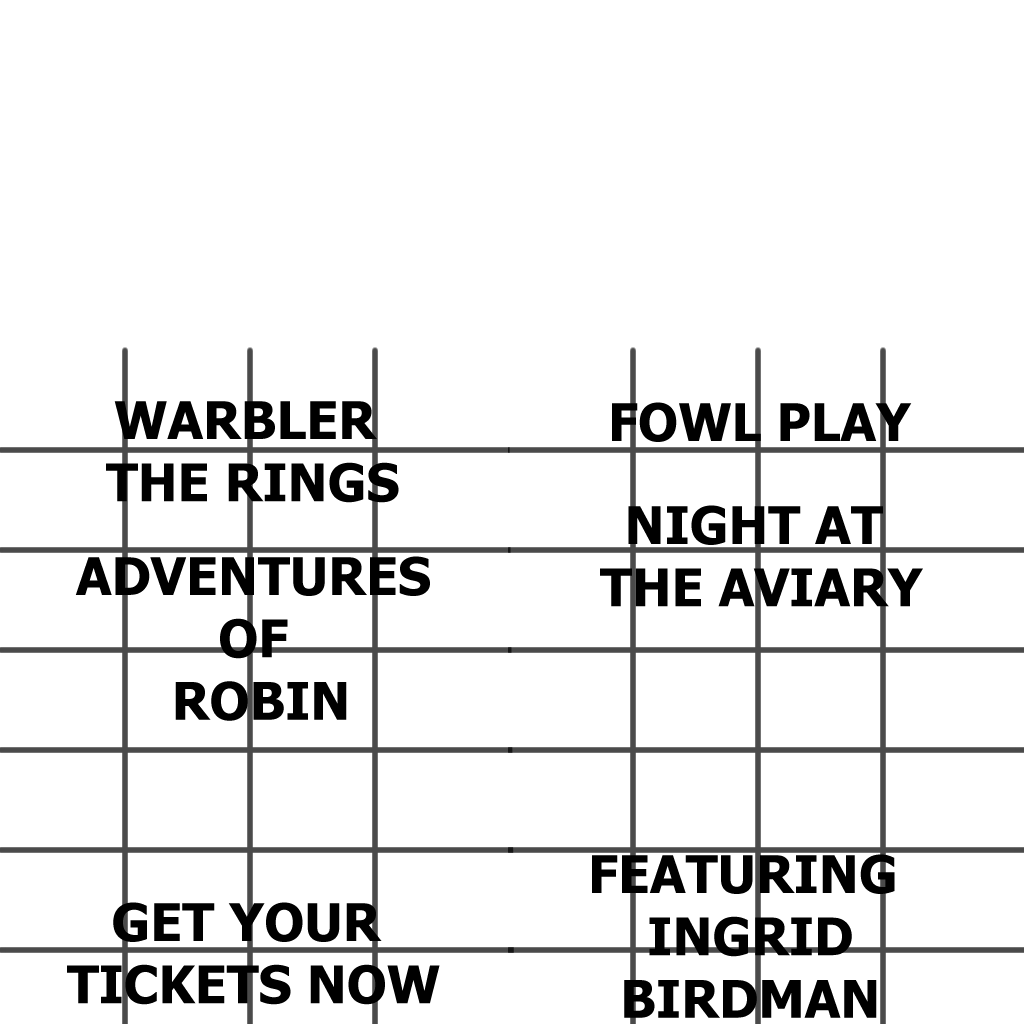 WARBLER
THE RINGS
ADVENTURES
OF
ROBIN
GET YOUR
TICKETS NOW
FOWL PLAY
NIGHT AT
THE AVIARY
FEATURING
INGRID
BIRDMAN